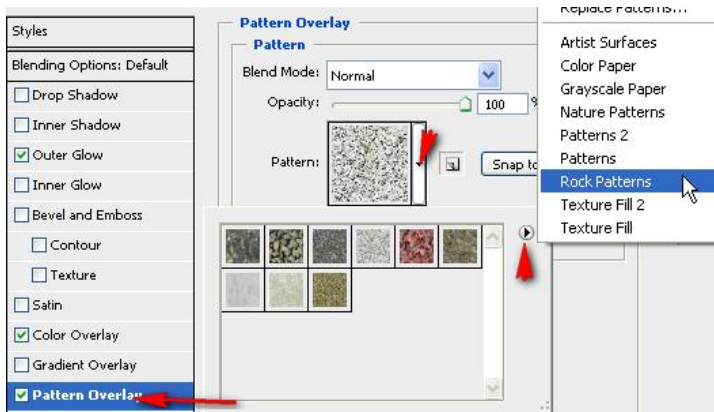 Styles
Blending Options: Default
Drop Shadow
Inner Shadow
Outer Glow
Inner Glow
Bevel and Emboss
Contour
Texture
Satin
Color Overlay
Gradient Overlay
Pattern Overlay
Pattern Overlay
Pattern
Blend Mode: Normal
Opacity: 100 %
Pattern:
Snap to
Replace Patterns...
Artist Surfaces
Color Paper
Grayscale Paper
Nature Patterns
Patterns 2
Patterns
Rock Patterns
Texture Fill 2
Texture Fill